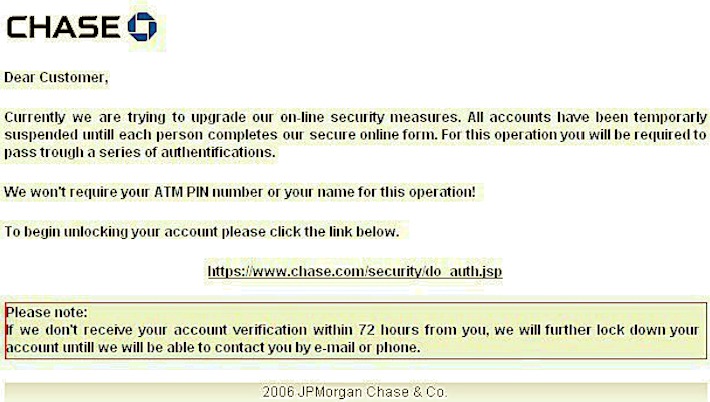 CHASE
Dear Customer,
Currently we are trying to upgrade our on-line security measures. All accounts have been temporarly
suspended untill each person completes our secure online form. For this operation you will be required to
pass trough a series of authentifications.
We won't require your ATM PIN number or your name for this operation!
To begin unlocking your account please click the link below.
https://www.chase.com/security/do_auth.jsp
Please note:
If we don't receive your account verification within 72 hours from you, we will further lock down your
account untill we will be able to contact you by e-mail or phone.
2006 JPMorgan Chase & Co.